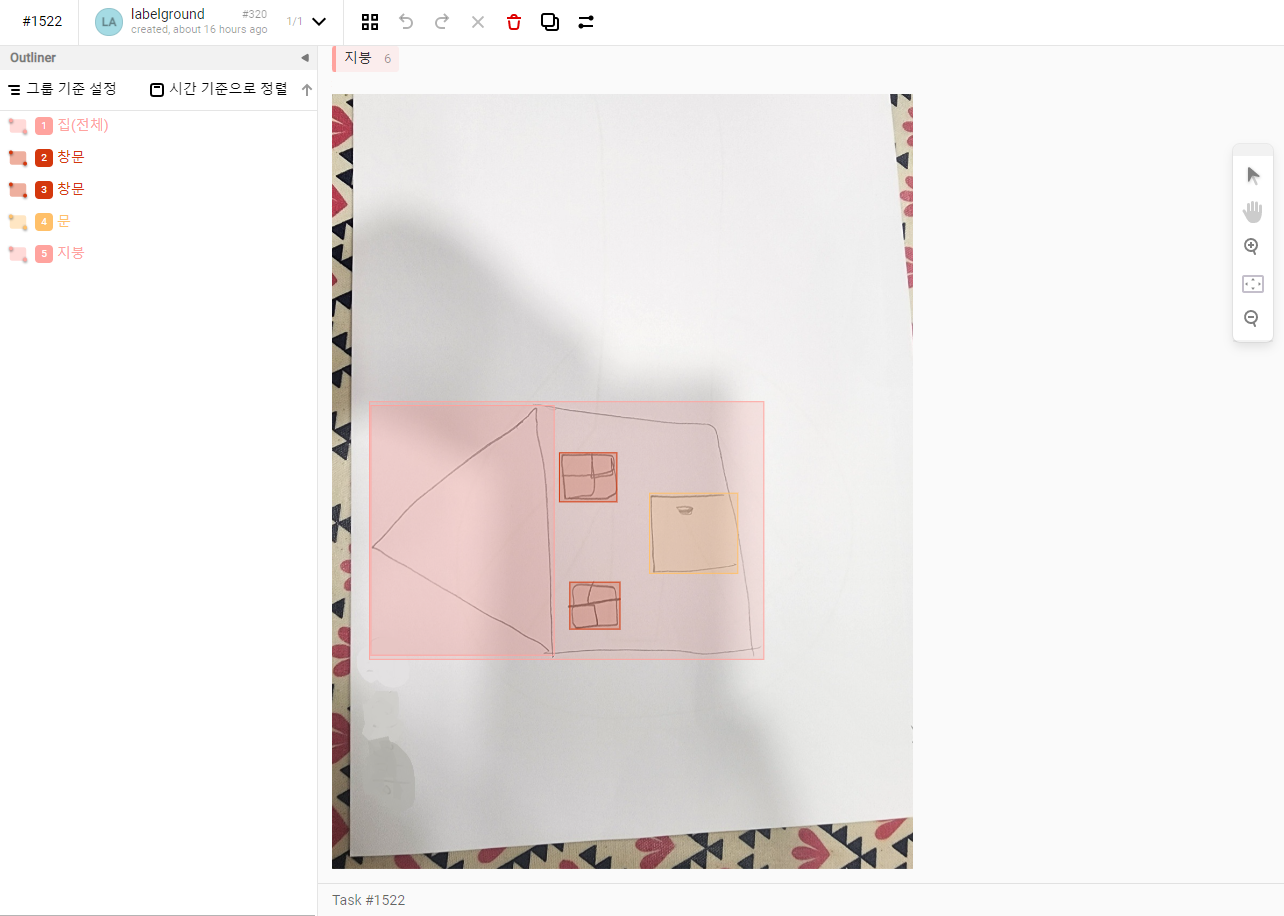 #1522
LA
labelground
#320
created, about 16 hours ago
1/1
Outliner
그룹 기준 설정
시간 기준으로 정렬
1 집(전체)
2 창문
3 창문
4 문
5 지붕
지붕 6
Task #1522